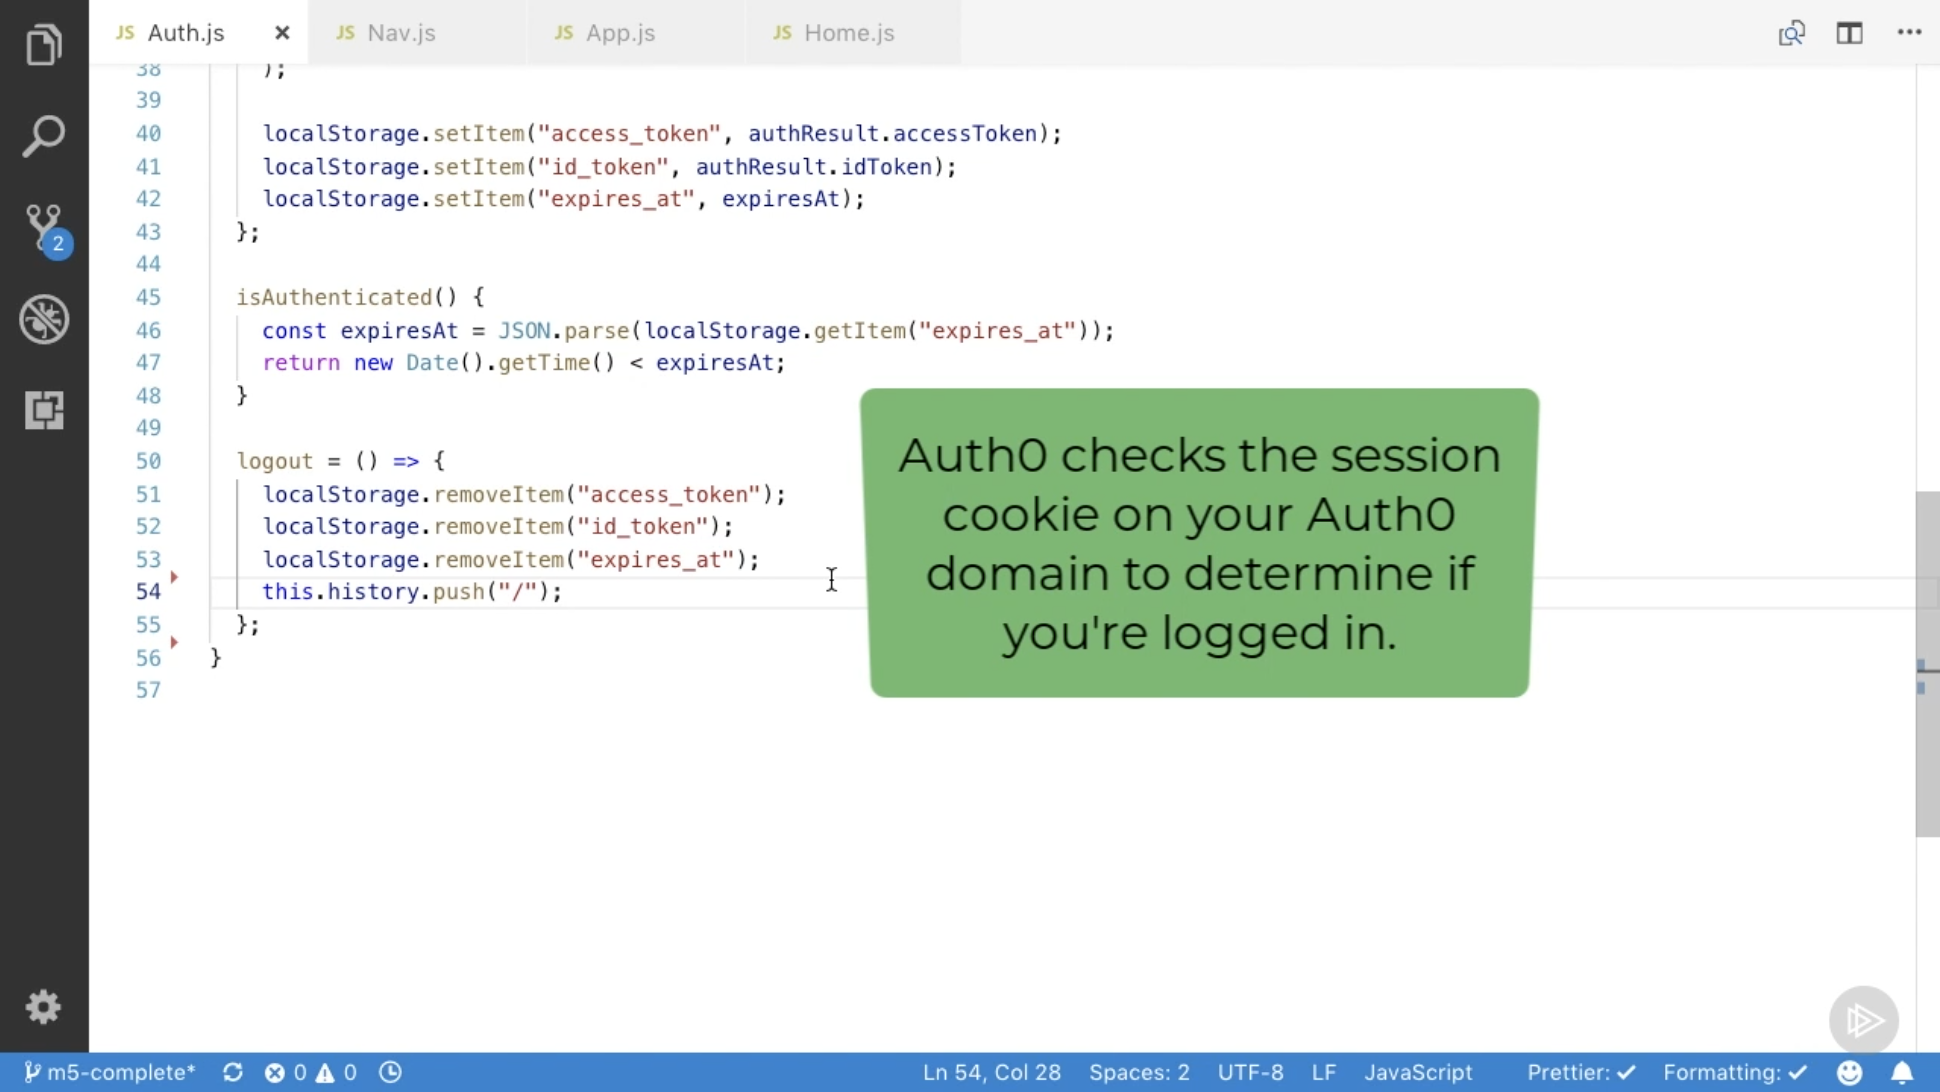 JS Auth.js × JS Nav.js JS App.js JS Home.js
38 );
39
40 localStorage.setItem("access_token", authResult.accessToken);
41 localStorage.setItem("id_token", authResult.idToken);
42 localStorage.setItem("expires_at", expiresAt);
43 };
44
45 isAuthenticated() {
46 const expiresAt = JSON.parse(localStorage.getItem("expires_at"));
47 return new Date().getTime() < expiresAt;
48 }
49
50 logout = () => {
51 localStorage.removeItem("access_token");
52 localStorage.removeItem("id_token");
53 localStorage.removeItem("expires_at");
54 this.history.push("/");
55 };
56 }
57
Auth0 checks the session
cookie on your Auth0
domain to determine if
you're logged in.
2
m5-complete* 0 0 Ln 54, Col 28 Spaces: 2 UTF-8 LF JavaScript Prettier: ✓ Formatting: ✓